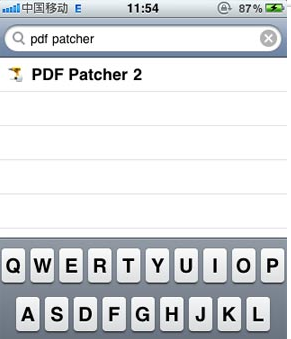 中国移动 E 11:54 87%
pdf patcher
PDF Patcher 2
Q W E R T Y U I O P
A S D F G H J K L